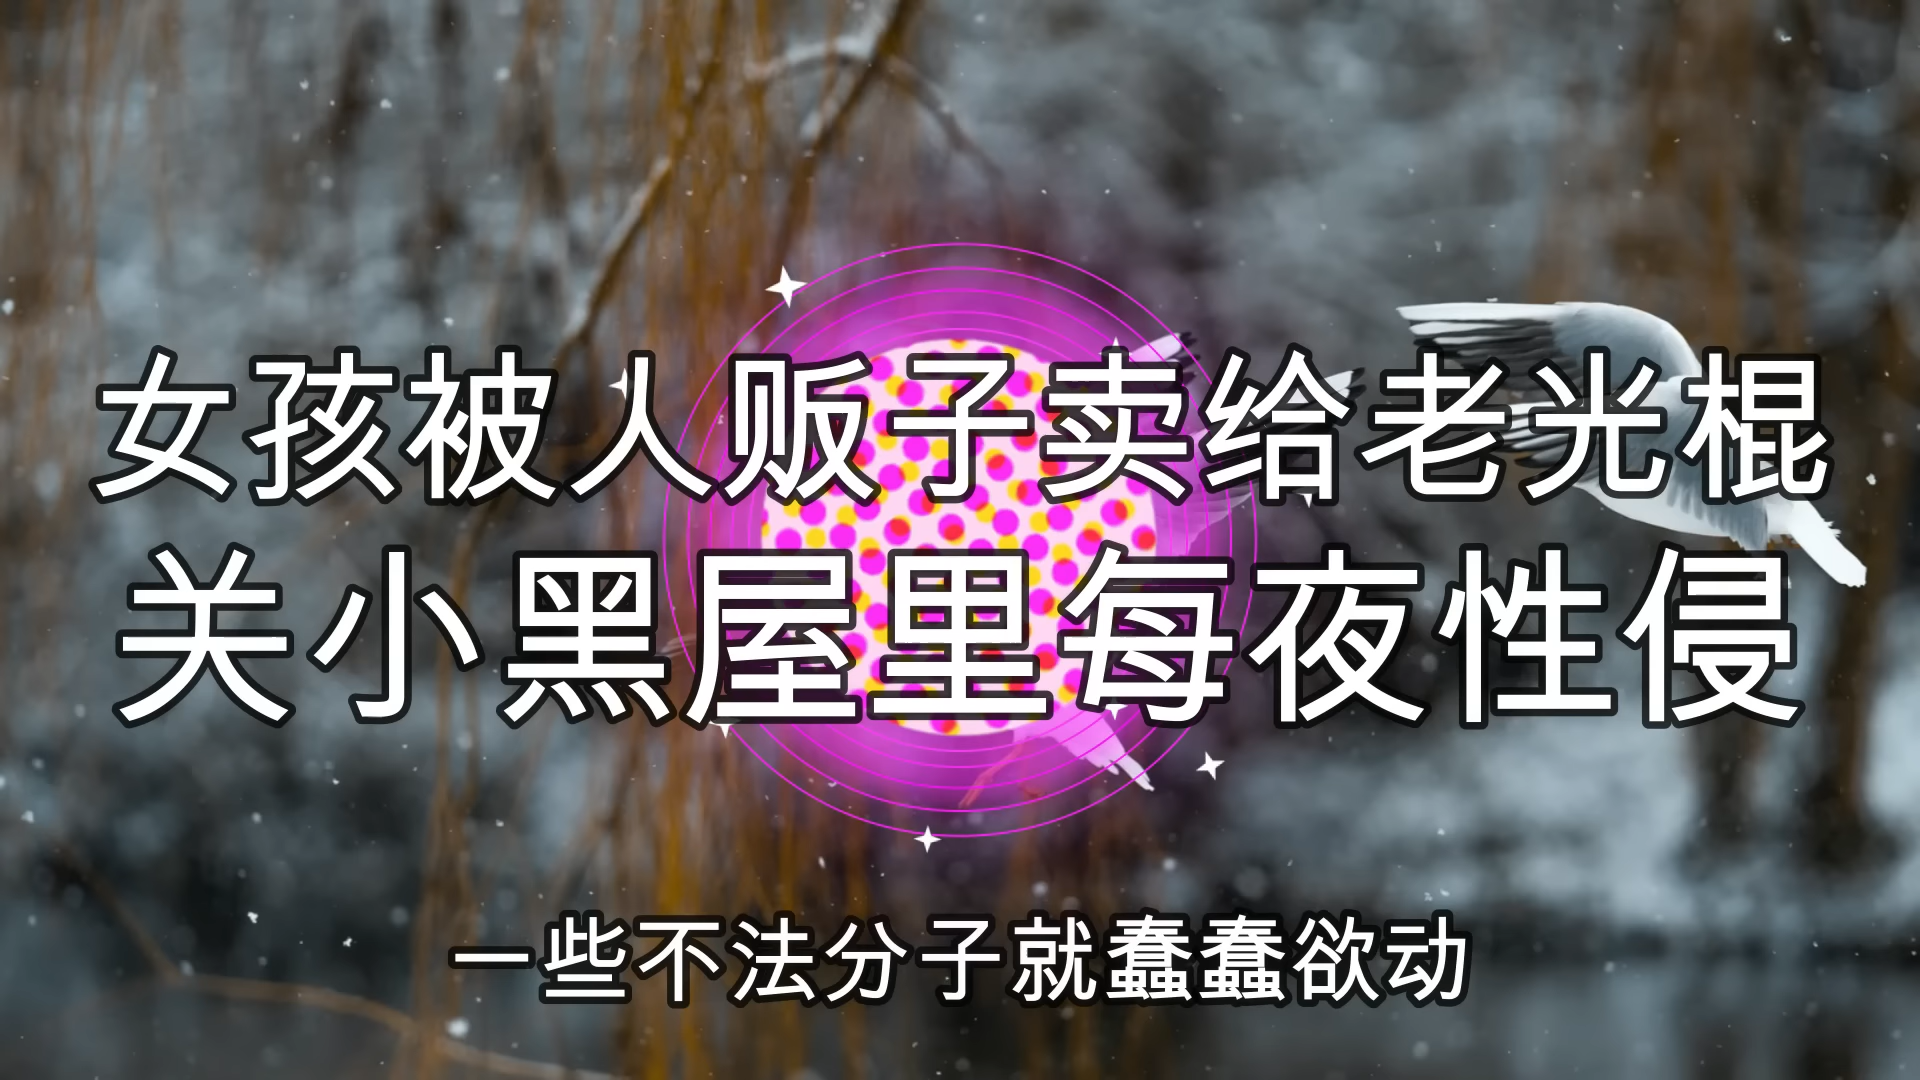 女孩被人贩子卖给老光棍
关小黑屋里每夜性侵
一些不法分子就蠢蠢欲动